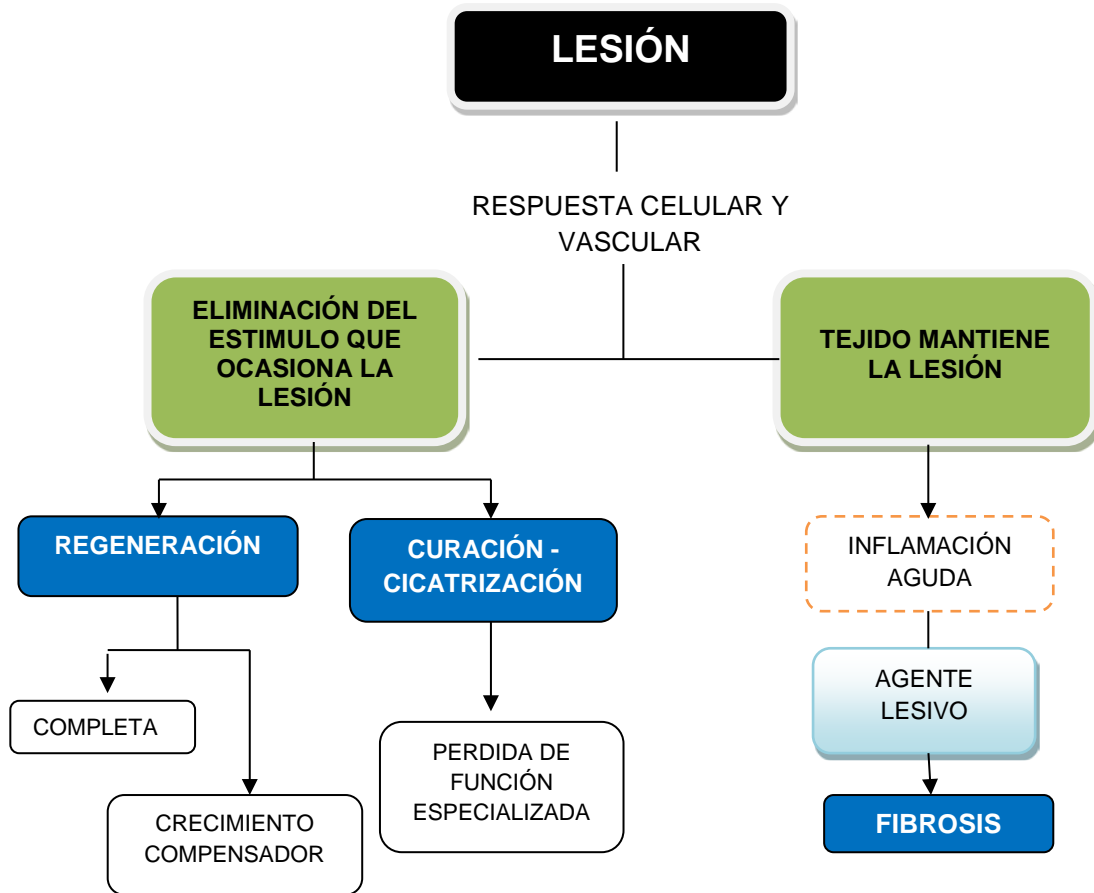 LESIÓN
RESPUESTA CELULAR Y
VASCULAR
ELIMINACIÓN DEL
ESTIMULO QUE
OCASIONA LA
LESIÓN
TEJIDO MANTIENE
LA LESIÓN
REGENERACIÓN
CURACIÓN -
CICATRIZACIÓN
INFLAMACIÓN
AGUDA
COMPLETA
CRECIMIENTO
COMPENSADOR
PERDIDA DE
FUNCIÓN
ESPECIALIZADA
AGENTE
LESIVO
FIBROSIS